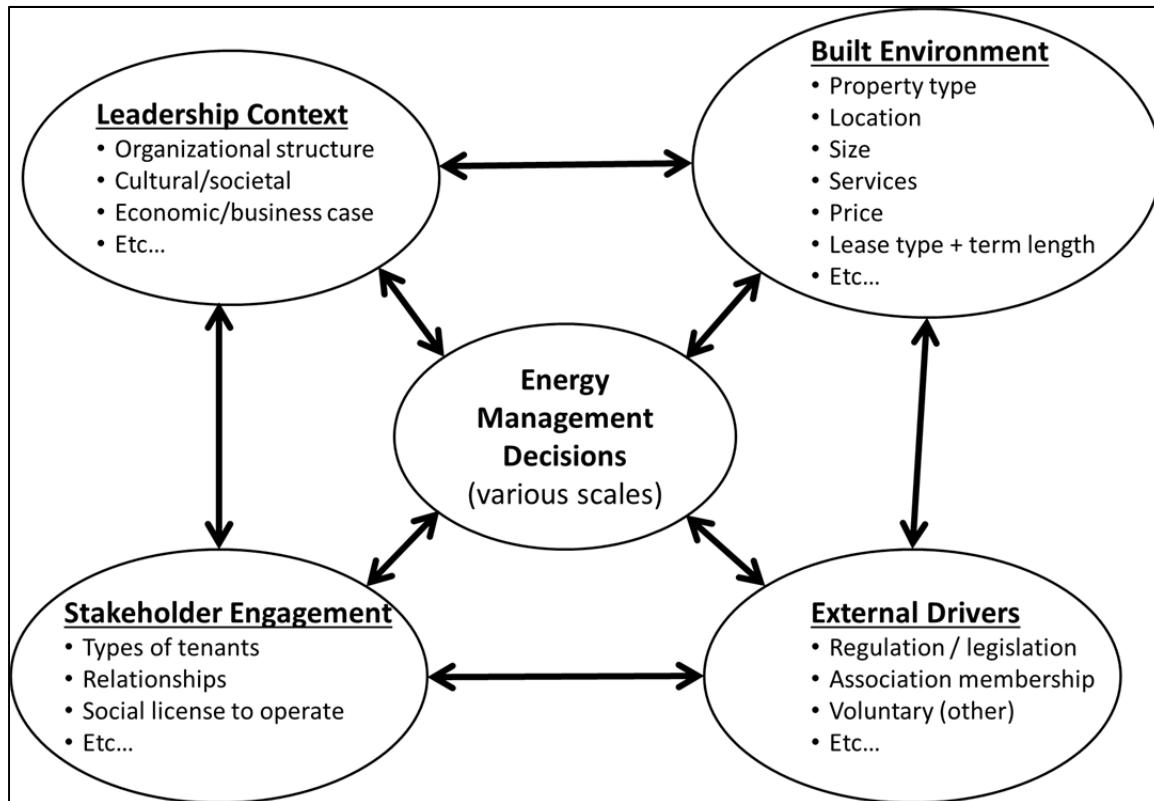 Leadership Context
• Organizational structure
• Cultural/societal
• Economic/business case
• Etc...
Built Environment
• Property type
• Location
• Size
• Services
• Price
• Lease type + term length
• Etc...
Energy
Management
Decisions
(various scales)
Stakeholder Engagement
• Types of tenants
• Relationships
• Social license to operate
• Etc...
External Drivers
• Regulation / legislation
• Association membership
• Voluntary (other)
• Etc...